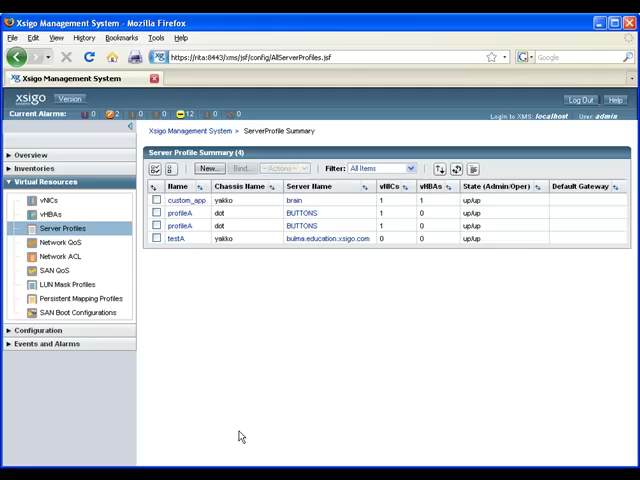 Xsigo Management System - Mozilla Firefox
File Edit View History Bookmarks Tools Help
https://rita:8443/xms/jsf/config/AllServerProfiles.jsf
Google
Xsigo Management System
xsigo Version Log Out Help
Current Alarms: 0 2 0 12 0 0 Login to XMS: localhost User: admin
Xsigo Management System > ServerProfile Summary
Overview
Inventories
Virtual Resources
vNICs
vHBAs
Server Profiles
Network QoS
Network ACL
SAN QoS
LUN Mask Profiles
Persistent Mapping Profiles
SAN Boot Configurations
Configuration
Events and Alarms
Server Profile Summary (4)
New... Bind... - Actions - Filter: All Items
Name Chassis Name Server Name vNICs vHBAs State (Admin/Oper) Default Gateway
custom_app yakko brain 1 1 up/up
profileA dot BUTTONS 1 0 up/up
profileA dot BUTTONS 1 0 up/up
testA yakko bulma.education.xsigo.com 0 0 up/up